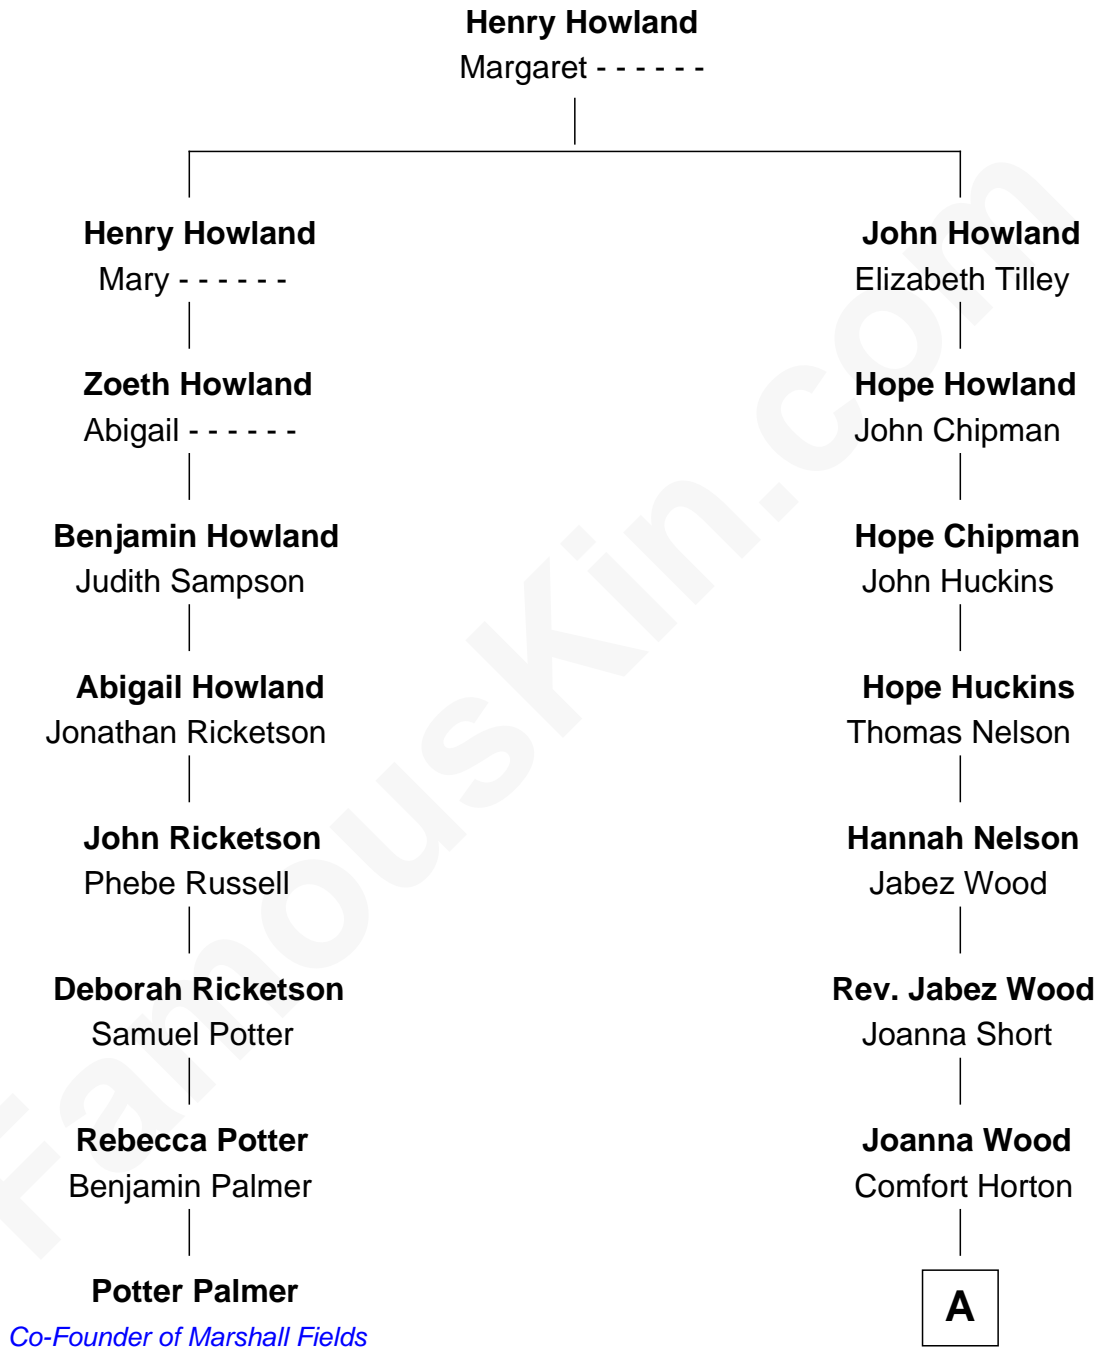 Henry Howland
Margaret - - - - - -
Henry Howland
Mary - - - - - -
John Howland
Elizabeth Tilley
Zoeth Howland
Abigail - - - - - -
Hope Howland
John Chipman
Benjamin Howland
Judith Sampson
Hope Chipman
John Huckins
Abigail Howland
Jonathan Ricketson
Hope Huckins
Thomas Nelson
John Ricketson
Phebe Russell
Hannah Nelson
Jabez Wood
Deborah Ricketson
Samuel Potter
Rev. Jabez Wood
Joanna Short
Rebecca Potter
Benjamin Palmer
Joanna Wood
Comfort Horton
Potter Palmer
Co-Founder of Marshall Fields
A
FamousKin.com